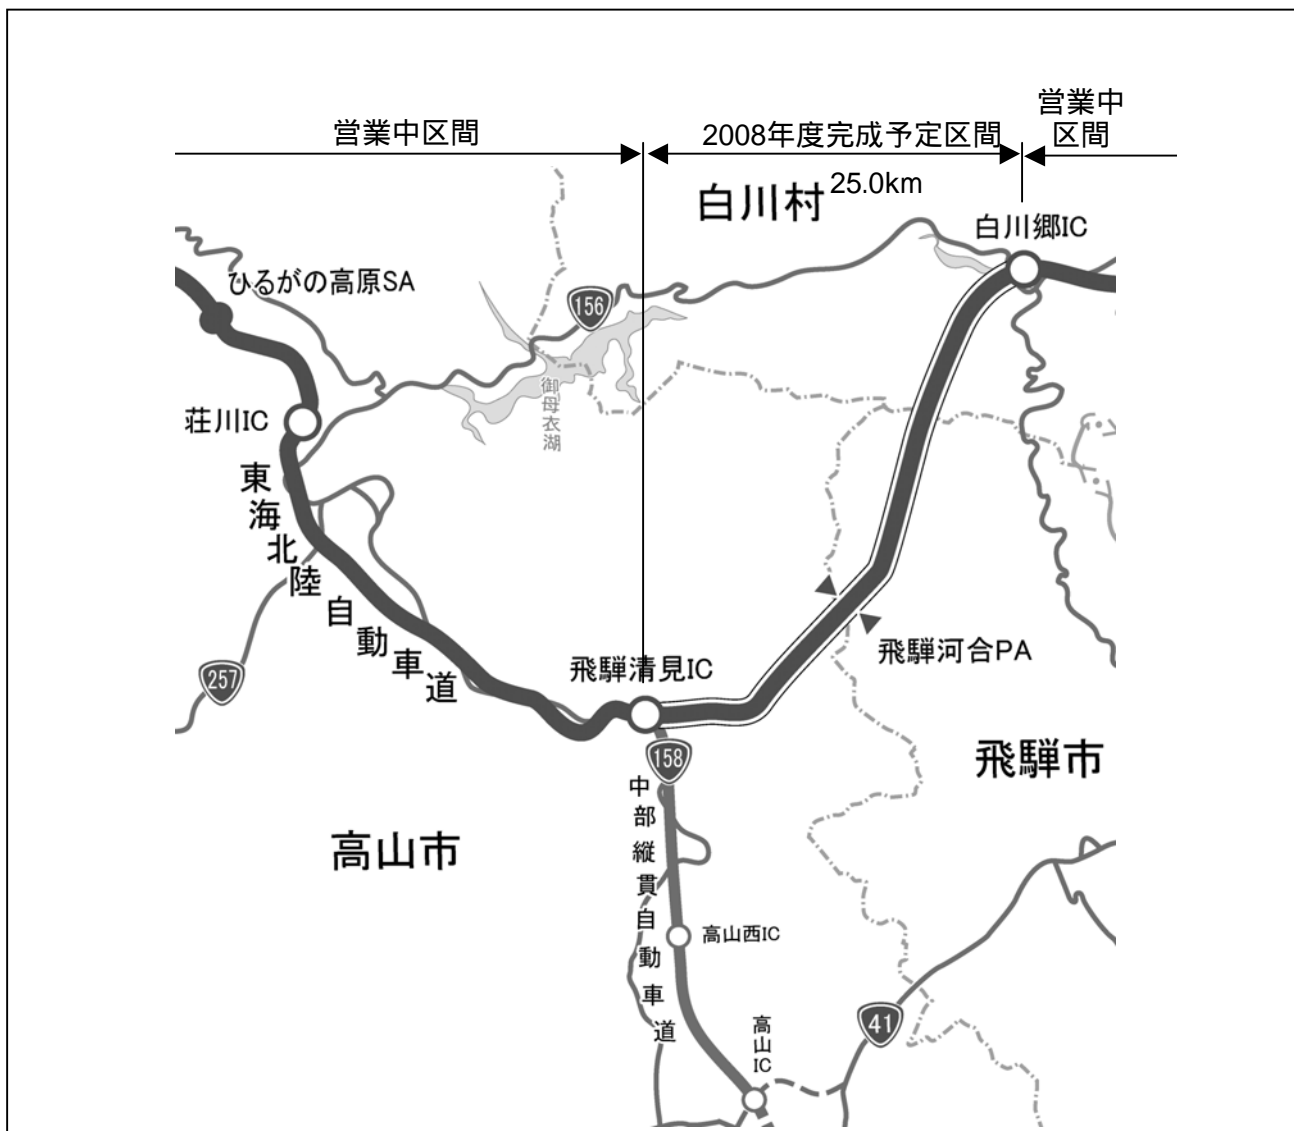 営業中区間
2008年度完成予定区間
営業中
区間
25.0km
白川村
白川郷IC
ひるがの高原SA
156
御母衣湖
荘川IC
東海北陸自動車道
257
飛騨清見IC
飛騨河合PA
158
飛騨市
中部縦貫自動車道
高山市
高山西IC
高山IC
41